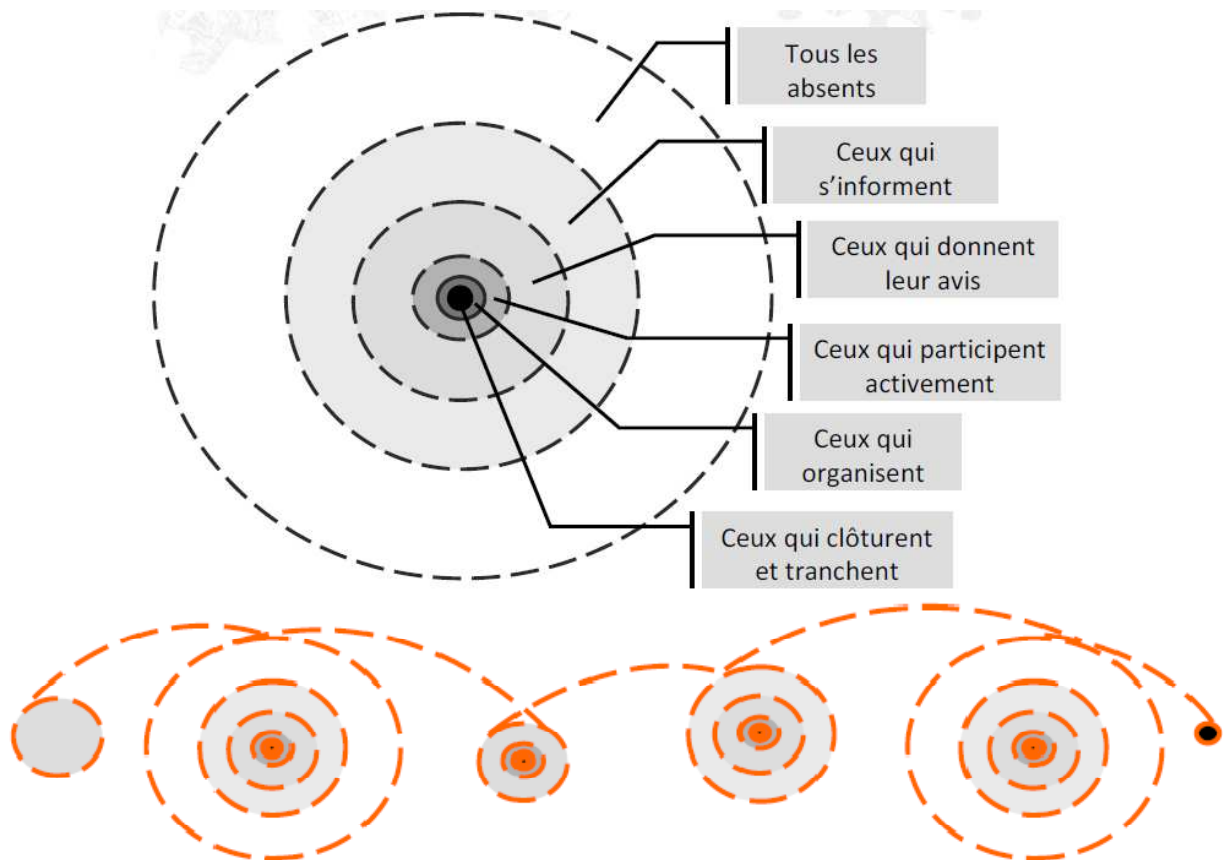 Tous les
absents
Ceux qui
s'informent
Ceux qui donnent
leur avis
Ceux qui participent
activement
Ceux qui
organisent
Ceux qui clôturent
et tranchent